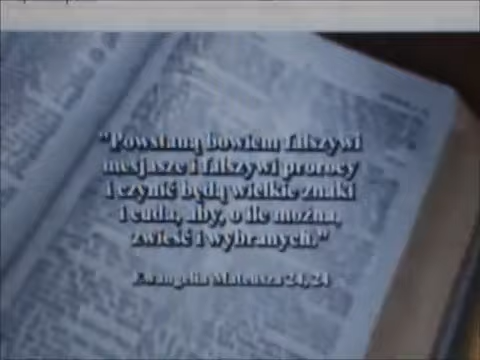 "Powstaną bowiem fałszywi
mesjasze i fałszywi prorocy
i czynić będą wielkie znaki
i cuda, aby, o ile można,
zwieść i wybranych."
Ewangelia Mateusza 24, 24